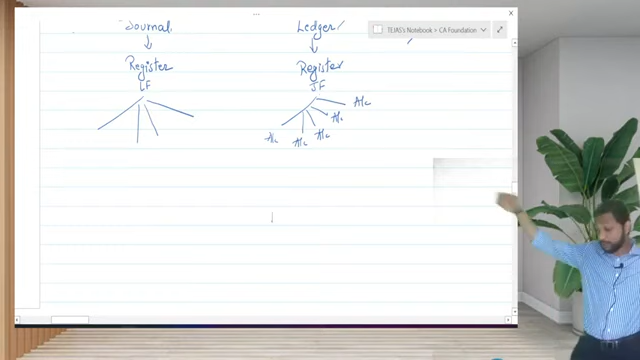 Journal Ledger
TEJAS's Notebook > CA Foundation
Register Register
LF JF
A/c
A/c
A/c A/c A/c